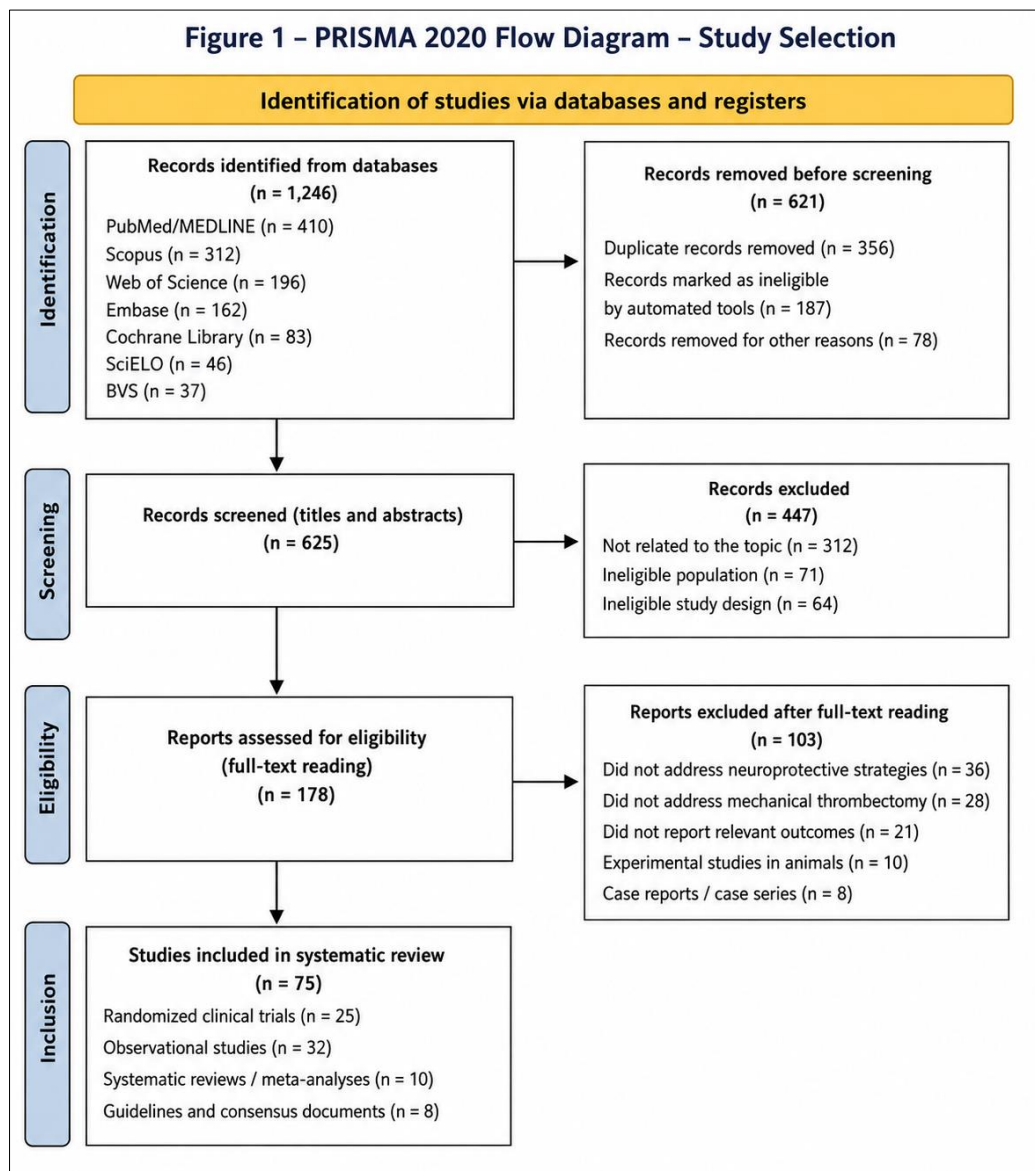 Figure 1 – PRISMA 2020 Flow Diagram – Study Selection
Identification of studies via databases and registers
Identification
Records identified from databases
(n = 1,246)
PubMed/MEDLINE (n = 410)
Scopus (n = 312)
Web of Science (n = 196)
Embase (n = 162)
Cochrane Library (n = 83)
SciELO (n = 46)
BVS (n = 37)
Records removed before screening
(n = 621)
Duplicate records removed (n = 356)
Records marked as ineligible
by automated tools (n = 187)
Records removed for other reasons (n = 78)
Screening
Records screened (titles and abstracts)
(n = 625)
Records excluded
(n = 447)
Not related to the topic (n = 312)
Ineligible population (n = 71)
Ineligible study design (n = 64)
Eligibility
Reports assessed for eligibility
(full-text reading)
(n = 178)
Reports excluded after full-text reading
(n = 103)
Did not address neuroprotective strategies (n = 36)
Did not address mechanical thrombectomy (n = 28)
Did not report relevant outcomes (n = 21)
Experimental studies in animals (n = 10)
Case reports / case series (n = 8)
Inclusion
Studies included in systematic review
(n = 75)
Randomized clinical trials (n = 25)
Observational studies (n = 32)
Systematic reviews / meta-analyses (n = 10)
Guidelines and consensus documents (n = 8)